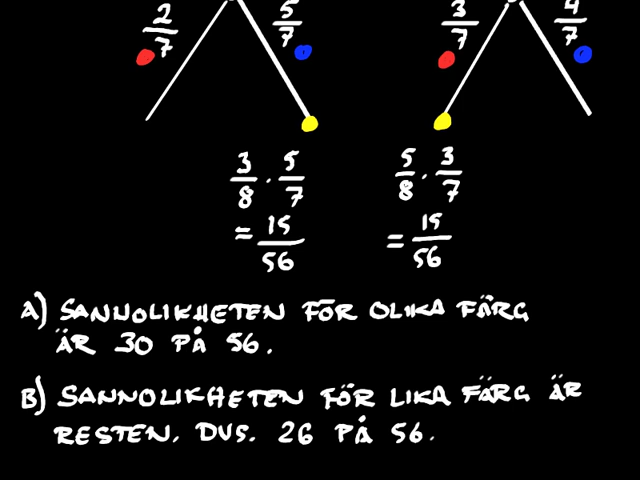 2/7 5/7 3/7 4/7
3/8 · 5/7 5/8 · 3/7
= 15/56 = 15/56
A) SANNOLIKHETEN FÖR OLIKA FÄRG
ÄR 30 PÅ 56.
B) SANNOLIKHETEN FÖR LIKA FÄRG ÄR
RESTEN. DVS. 26 PÅ 56.